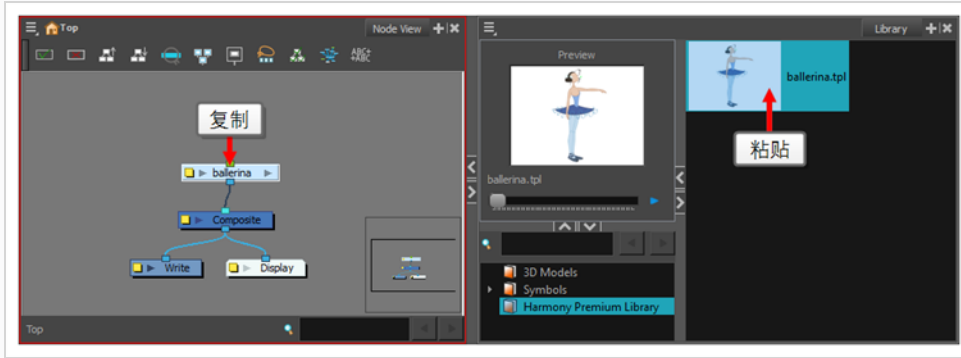 Top
Node View
ABC+
+ABC
复制
ballerina
Composite
Write
Display
Top
Library
Preview
ballerina.tpl
ballerina.tpl
粘贴
3D Models
Symbols
Harmony Premium Library